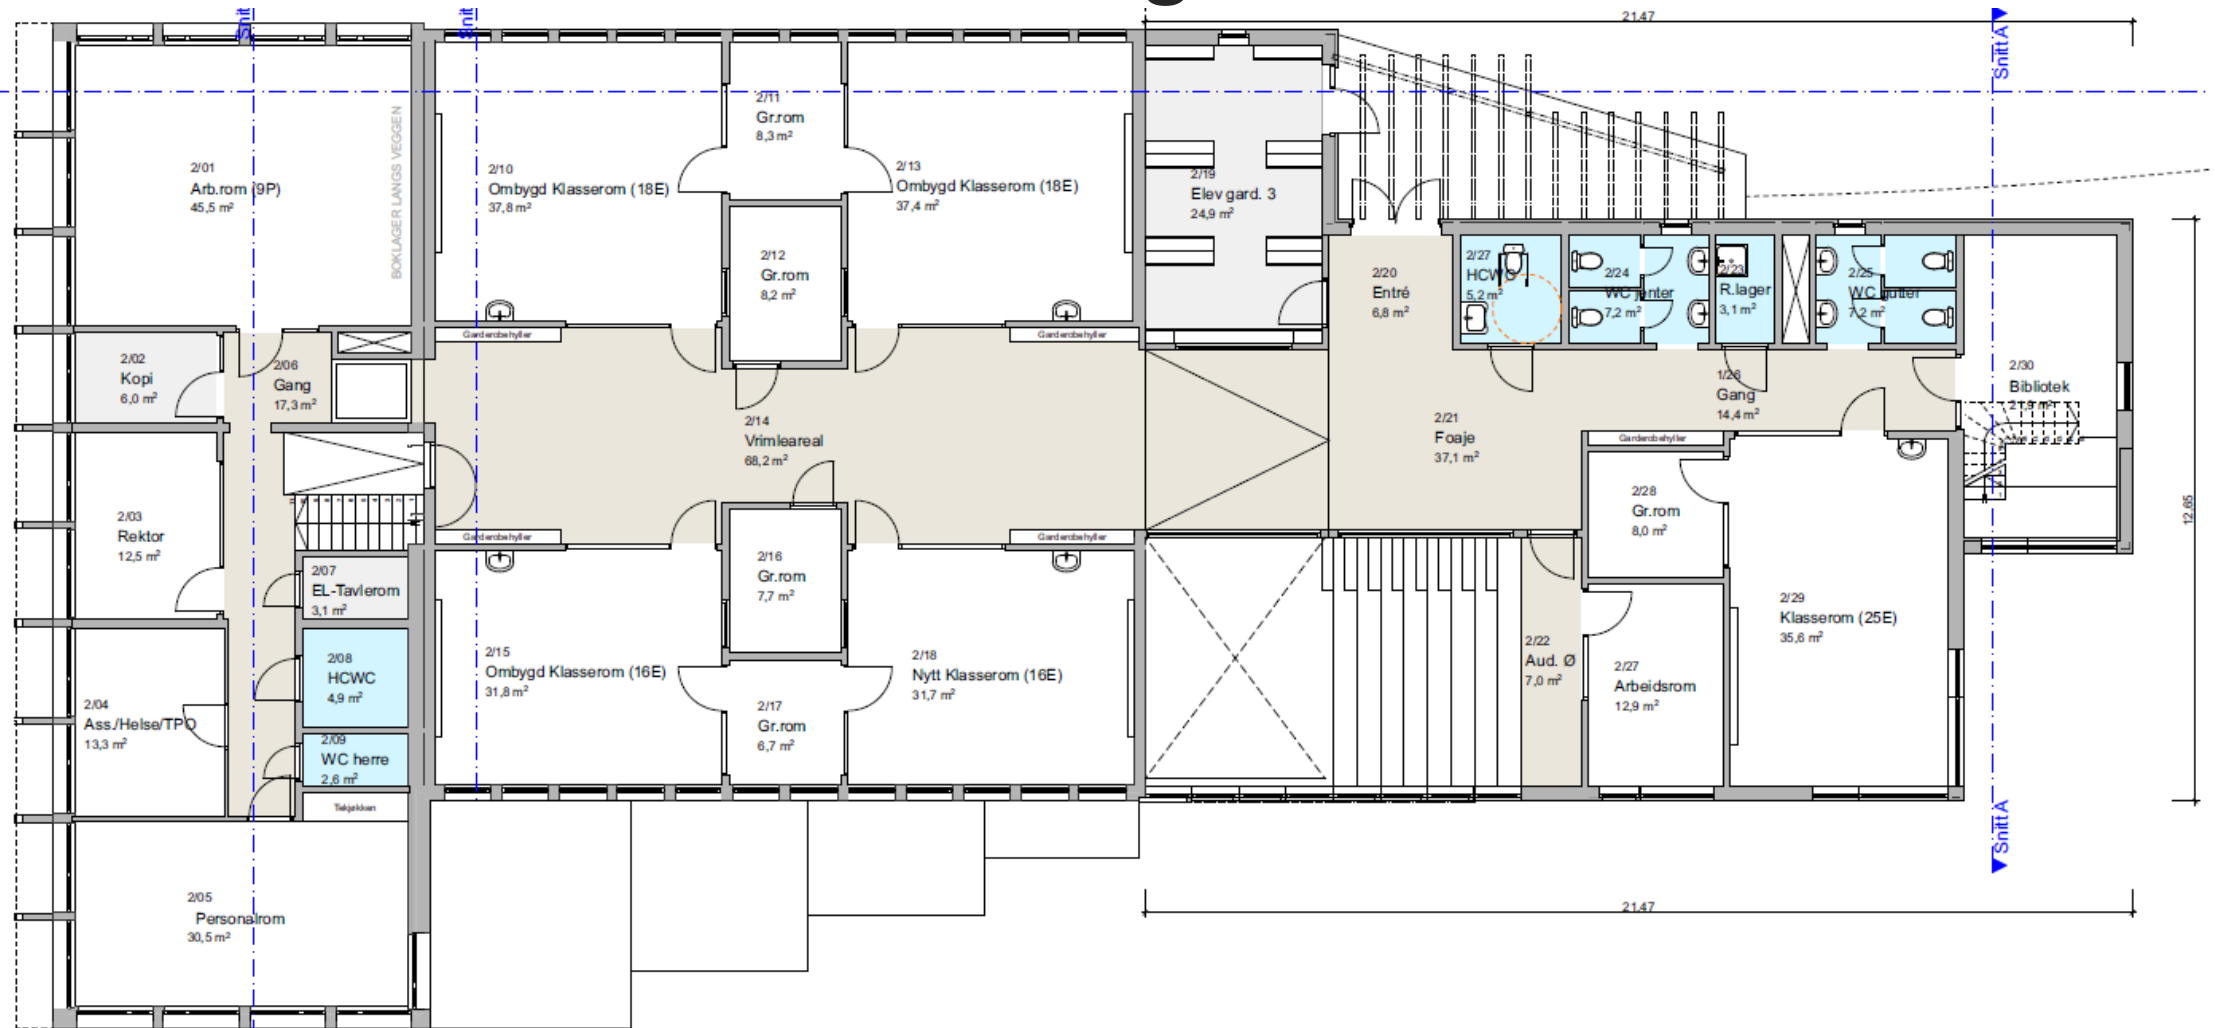 21.47
Snitt A
2/01
Arb.rom (9P)
45,5 m²
BOKLAGER LANGS VEGGEN
2/10
Ombygd Klasserom (18E)
37,8 m²
2/11
Gr.rom
8,3 m²
2/13
Ombygd Klasserom (18E)
37,4 m²
2/12
Gr.rom
8,2 m²
2/19
Elev gard. 3
24,9 m²
2/20
Entré
6,8 m²
2/27
HCWC
5,2 m²
2/24
WC jenter
7,2 m²
2/23
R.lager
3,1 m²
2/25
WC gutter
7,2 m²
Garderobehyller
Garderobehyller
2/02
Kopi
6,0 m²
2/06
Gang
17,3 m²
2/14
Vrimleareal
68,2 m²
2/21
Foaje
37,1 m²
1/26
Gang
14,4 m²
2/30
Bibliotek
Garderobehyller
2/03
Rektor
12,5 m²
Garderobehyller
Garderobehyller
2/28
Gr.rom
8,0 m²
12,65
2/07
EL-Tavlerom
3,1 m²
2/16
Gr.rom
7,7 m²
2/29
Klasserom (25E)
35,6 m²
2/08
HCWC
4,9 m²
2/15
Ombygd Klasserom (16E)
31,8 m²
2/18
Nytt Klasserom (16E)
31,7 m²
2/22
Aud. Ø
7,0 m²
2/27
Arbeidsrom
12,9 m²
2/04
Ass./Helse/TPO
13,3 m²
2/09
WC herre
2,6 m²
2/17
Gr.rom
6,7 m²
Tekjøkken
Snitt A
2/05
Personalrom
30,5 m²
21.47